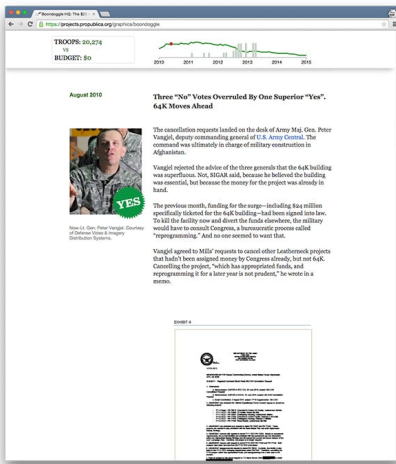 Boondoggle HQ: The $25
https://projects.propublica.org/graphics/boondoggle
TROOPS: 20,274
VS
BUDGET: $0
2010 2011 2012 2013 2014 2015
August 2010
Three “No” Votes Overruled By One Superior “Yes”.
64K Moves Ahead
The cancellation requests landed on the desk of Army Maj. Gen. Peter
Vangjel, deputy commanding general of U.S. Army Central. The
command was ultimately in charge of military construction in
Afghanistan.
Vangjel rejected the advice of the three generals that the 64K building
was superfluous. Not, SIGAR said, because he believed the building
was essential, but because the money for the project was already in
hand.
YES
Now-Lt. Gen. Peter Vangjel. Courtesy
of Defense Video & Imagery
Distribution Systems.
The previous month, funding for the surge—including $24 million
specifically ticketed for the 64K building—had been signed into law.
To kill the facility now and divert the funds elsewhere, the military
would have to consult Congress, a bureaucratic process called
“reprogramming.” And no one seemed to want that.
Vangjel agreed to Mills’ requests to cancel other Leatherneck projects
that hadn’t been assigned money by Congress already, but not 64K.
Cancelling the project, “which has appropriated funds, and
reprogramming it for a later year is not prudent,” he wrote in a
memo.